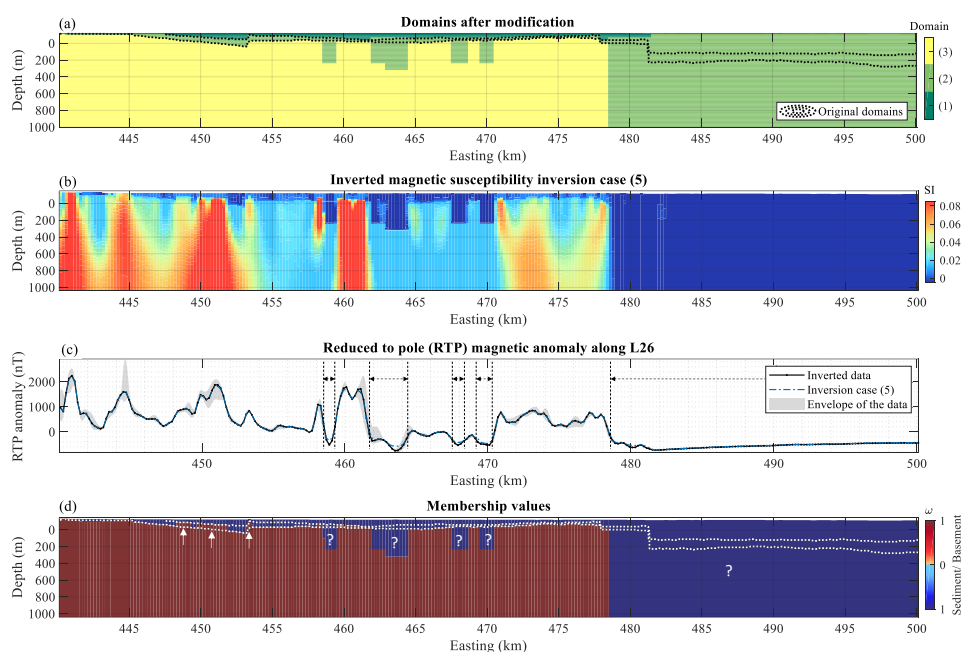 (a) Domains after modification
Domain
Depth (m)
0
200
400
600
800
1000
(3)
(2)
(1)
Original domains
445 450 455 460 465 470 475 480 485 490 495 500
Easting (km)
(b) Inverted magnetic susceptibility inversion case (5)
SI
Depth (m)
0
200
400
600
800
1000
0.08
0.06
0.04
0.02
0
445 450 455 460 465 470 475 480 485 490 495 500
Easting (km)
(c) Reduced to pole (RTP) magnetic anomaly along L26
RTP anomaly (nT)
2000
1000
0
Inverted data
Inversion case (5)
Envelope of the data
450 460 470 480 490 500
Easting (km)
(d) Membership values
ω
Depth (m)
0
200
400
600
800
1000
? ? ? ?
?
1
0
1
Sediment/ Basement
445 450 455 460 465 470 475 480 485 490 495 500
Easting (km)